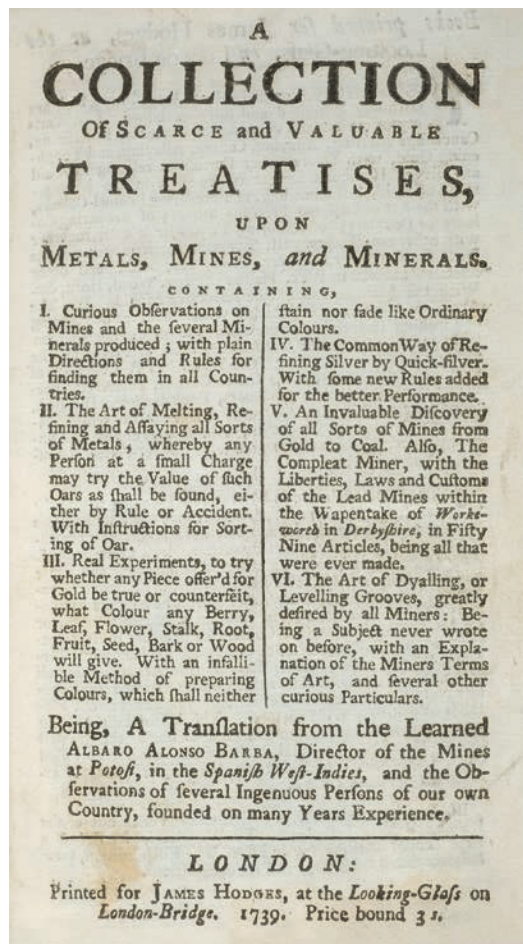 A
COLLECTION
Of SCARCE and VALUABLE
TREATISES,
UPON
METALS, MINES, and MINERALS.
CONTAINING,
I. Curious Obſervations on
Mines and the ſeveral Mi-
nerals produced ; with plain
Directions and Rules for
finding them in all Coun-
tries.
II. The Art of Melting, Re-
fining and Aſſaying all Sorts
of Metals ; whereby any
Perſon at a ſmall Charge
may try the Value of ſuch
Oars as ſhall be found, ei-
ther by Rule or Accident.
With Inſtructions for Sort-
ing of Oar.
III. Real Experiments, to try
whether any Piece offer'd for
Gold be true or counterfeit,
what Colour any Berry,
Leaf, Flower, Stalk, Root,
Fruit, Seed, Bark or Wood
will give. With an infalli-
ble Method of preparing
Colours, which ſhall neither
ſtain nor fade like Ordinary
Colours.
IV. The Common Way of Re-
fining Silver by Quick-ſilver.
With ſome new Rules added
for the better Performance.
V. An Invaluable Diſcovery
of all Sorts of Mines from
Gold to Coal. Alſo, The
Compleat Miner, with the
Liberties, Laws and Cuſtoms
of the Lead Mines within
the Wapentake of Works-
worth in Derbyſhire, in Fifty
Nine Articles, being all that
were ever made.
VI. The Art of Dyalling, or
Levelling Grooves, greatly
deſired by all Miners : Be-
ing a Subject never wrote
on before, with an Expla-
nation of the Miners Terms
of Art, and ſeveral other
curious Particulars.
Being, A Tranſlation from the Learned
ALBARO ALONSO BARBA, Director of the Mines
at Potoſi, in the Spaniſh Weſt-Indies, and the Ob-
ſervations of ſeveral Ingenuous Perſons of our own
Country, founded on many Years Experience.
LONDON:
Printed for JAMES HODGES, at the Looking-Glaſs on
London-Bridge. 1739. Price bound 3 s.